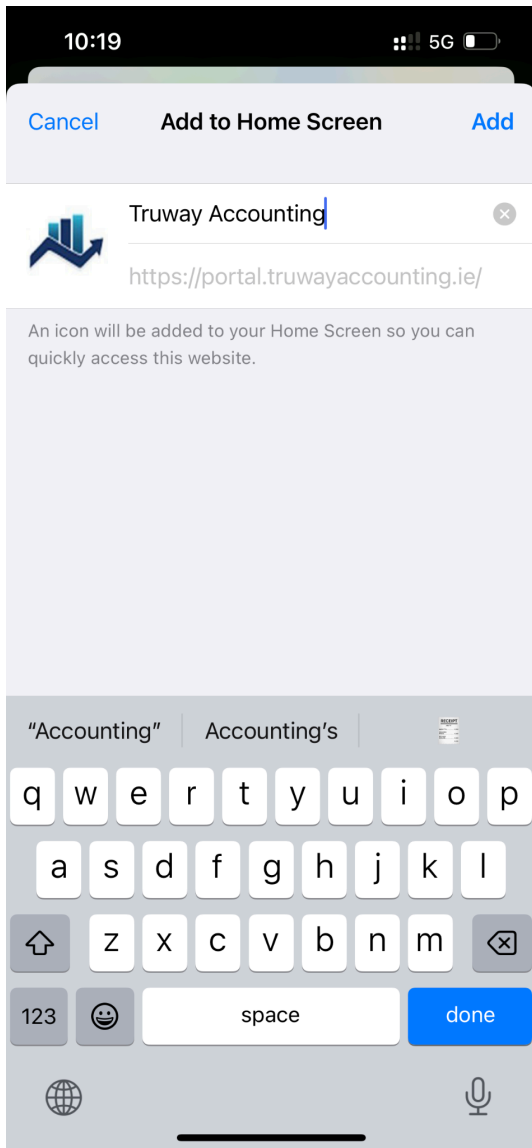 10:19 5G
Cancel Add to Home Screen Add
Truway Accounting
https://portal.truwayaccounting.ie/
An icon will be added to your Home Screen so you can
quickly access this website.
“Accounting” Accounting’s RECEIPT
q w e r t y u i o p
a s d f g h j k l
z x c v b n m
123 space done